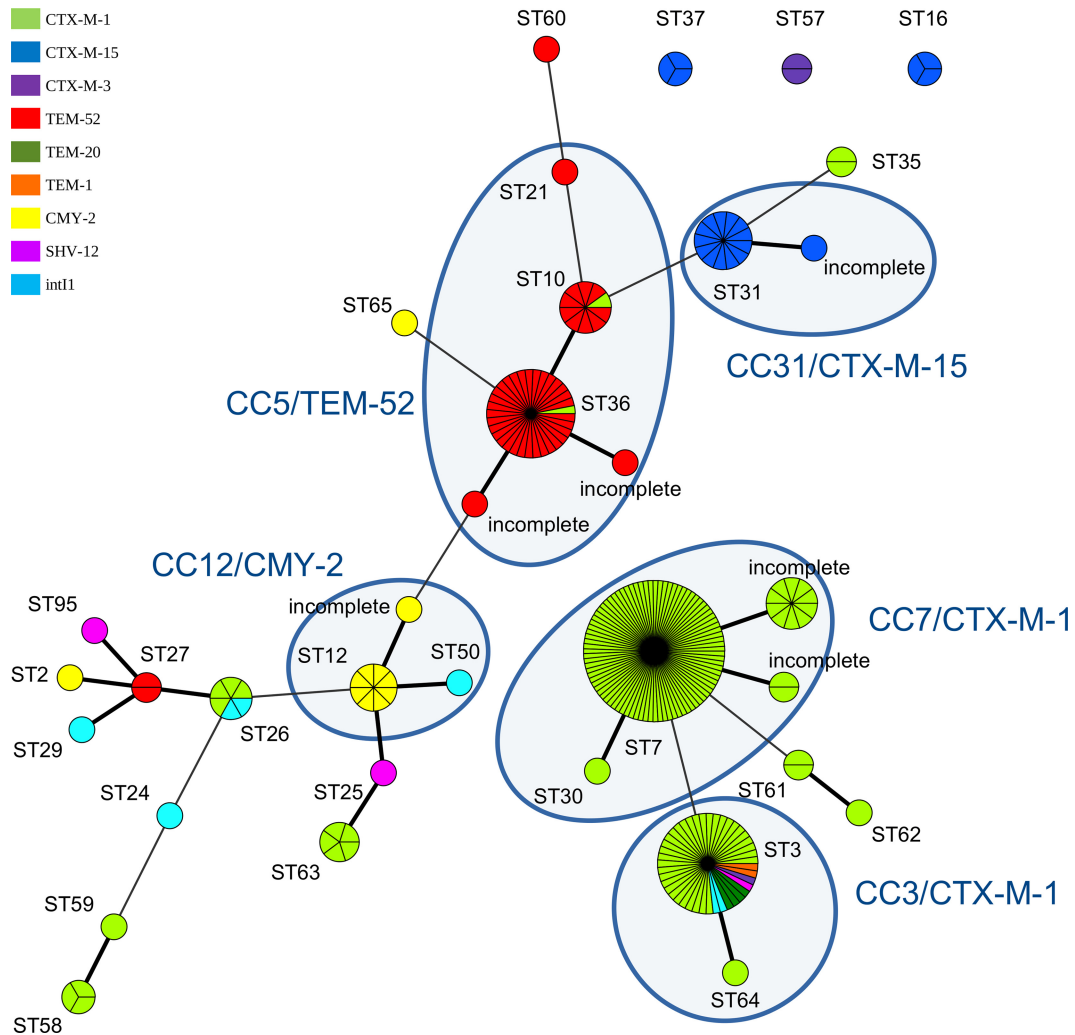 CTX-M-1
CTX-M-15
CTX-M-3
TEM-52
TEM-20
TEM-1
CMY-2
SHV-12
intI1
ST60
ST37
ST57
ST16
ST35
ST21
incomplete
ST31
ST10
ST65
CC31/CTX-M-15
CC5/TEM-52
ST36
incomplete
incomplete
CC12/CMY-2
incomplete
ST12
ST50
ST95
ST27
ST2
ST29
ST26
ST24
ST25
ST63
ST59
ST58
incomplete
CC7/CTX-M-1
incomplete
ST7
ST30
ST61
ST62
ST3
CC3/CTX-M-1
ST64